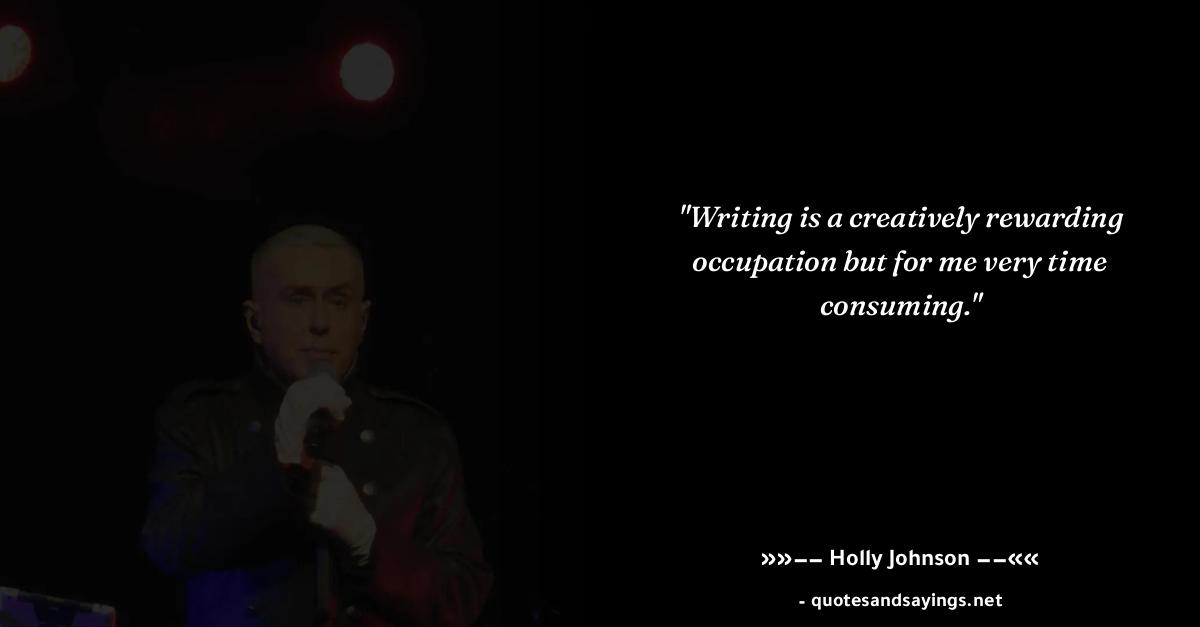 "Writing is a creatively rewarding
occupation but for me very time
consuming."
»»–– Holly Johnson ––««
- quotesandsayings.net